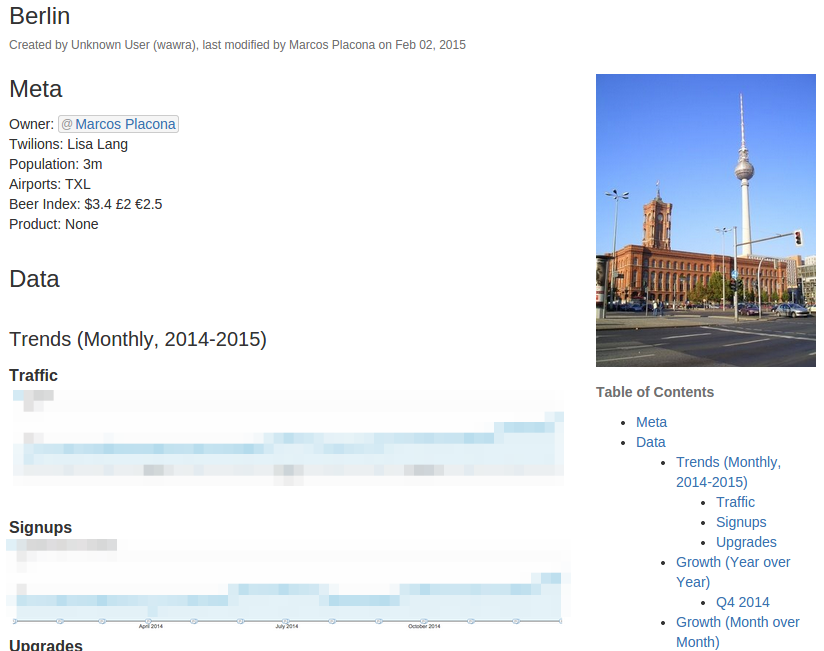 Berlin
Created by Unknown User (wawra), last modified by Marcos Placona on Feb 02, 2015
Meta
Owner: @Marcos Placona
Twilions: Lisa Lang
Population: 3m
Airports: TXL
Beer Index: $3.4 £2 €2.5
Product: None
Data
Trends (Monthly, 2014-2015)
Traffic
Signups
April 2014
July 2014
October 2014
Upgrades
Table of Contents
Meta
Data
Trends (Monthly,
2014-2015)
Traffic
Signups
Upgrades
Growth (Year over
Year)
Q4 2014
Growth (Month over
Month)